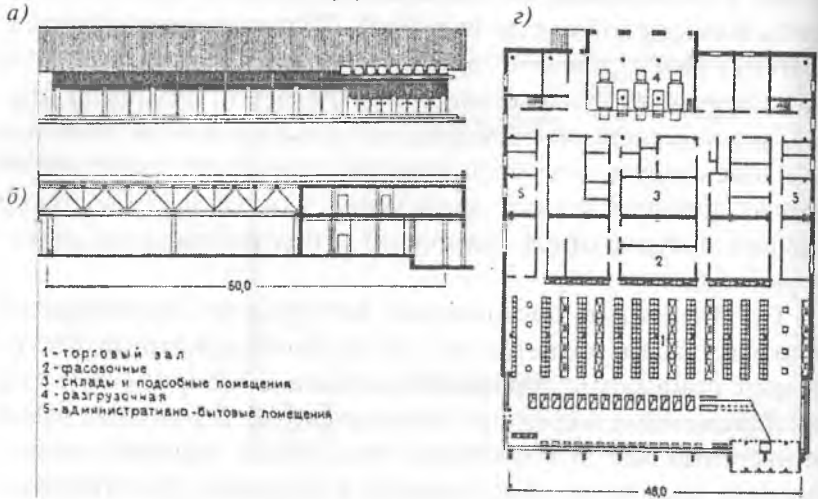 а)
б)
60,0
1-торговый зал
2-фасовочные
3-склады и подсобные помещения
4-разгрузочная
5-административно-бытовые помещения
г)
4
3
5
5
2
1
48,0